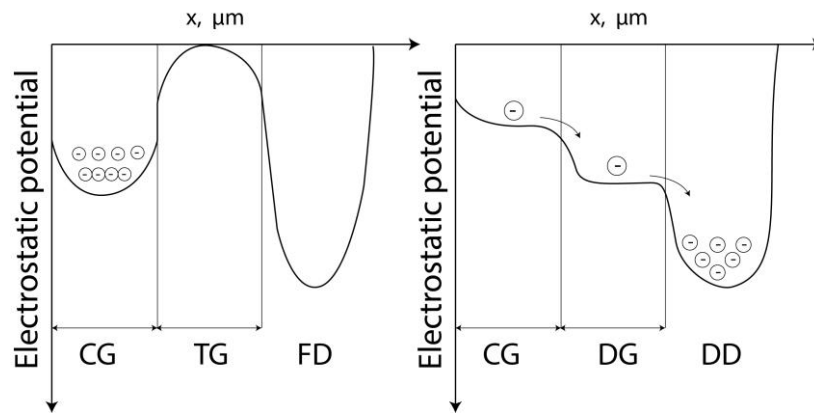 x, μm
Electrostatic potential
- - - -
- - - -
CG TG FD
x, μm
Electrostatic potential
-
-
- - -
- -
-
CG DG DD